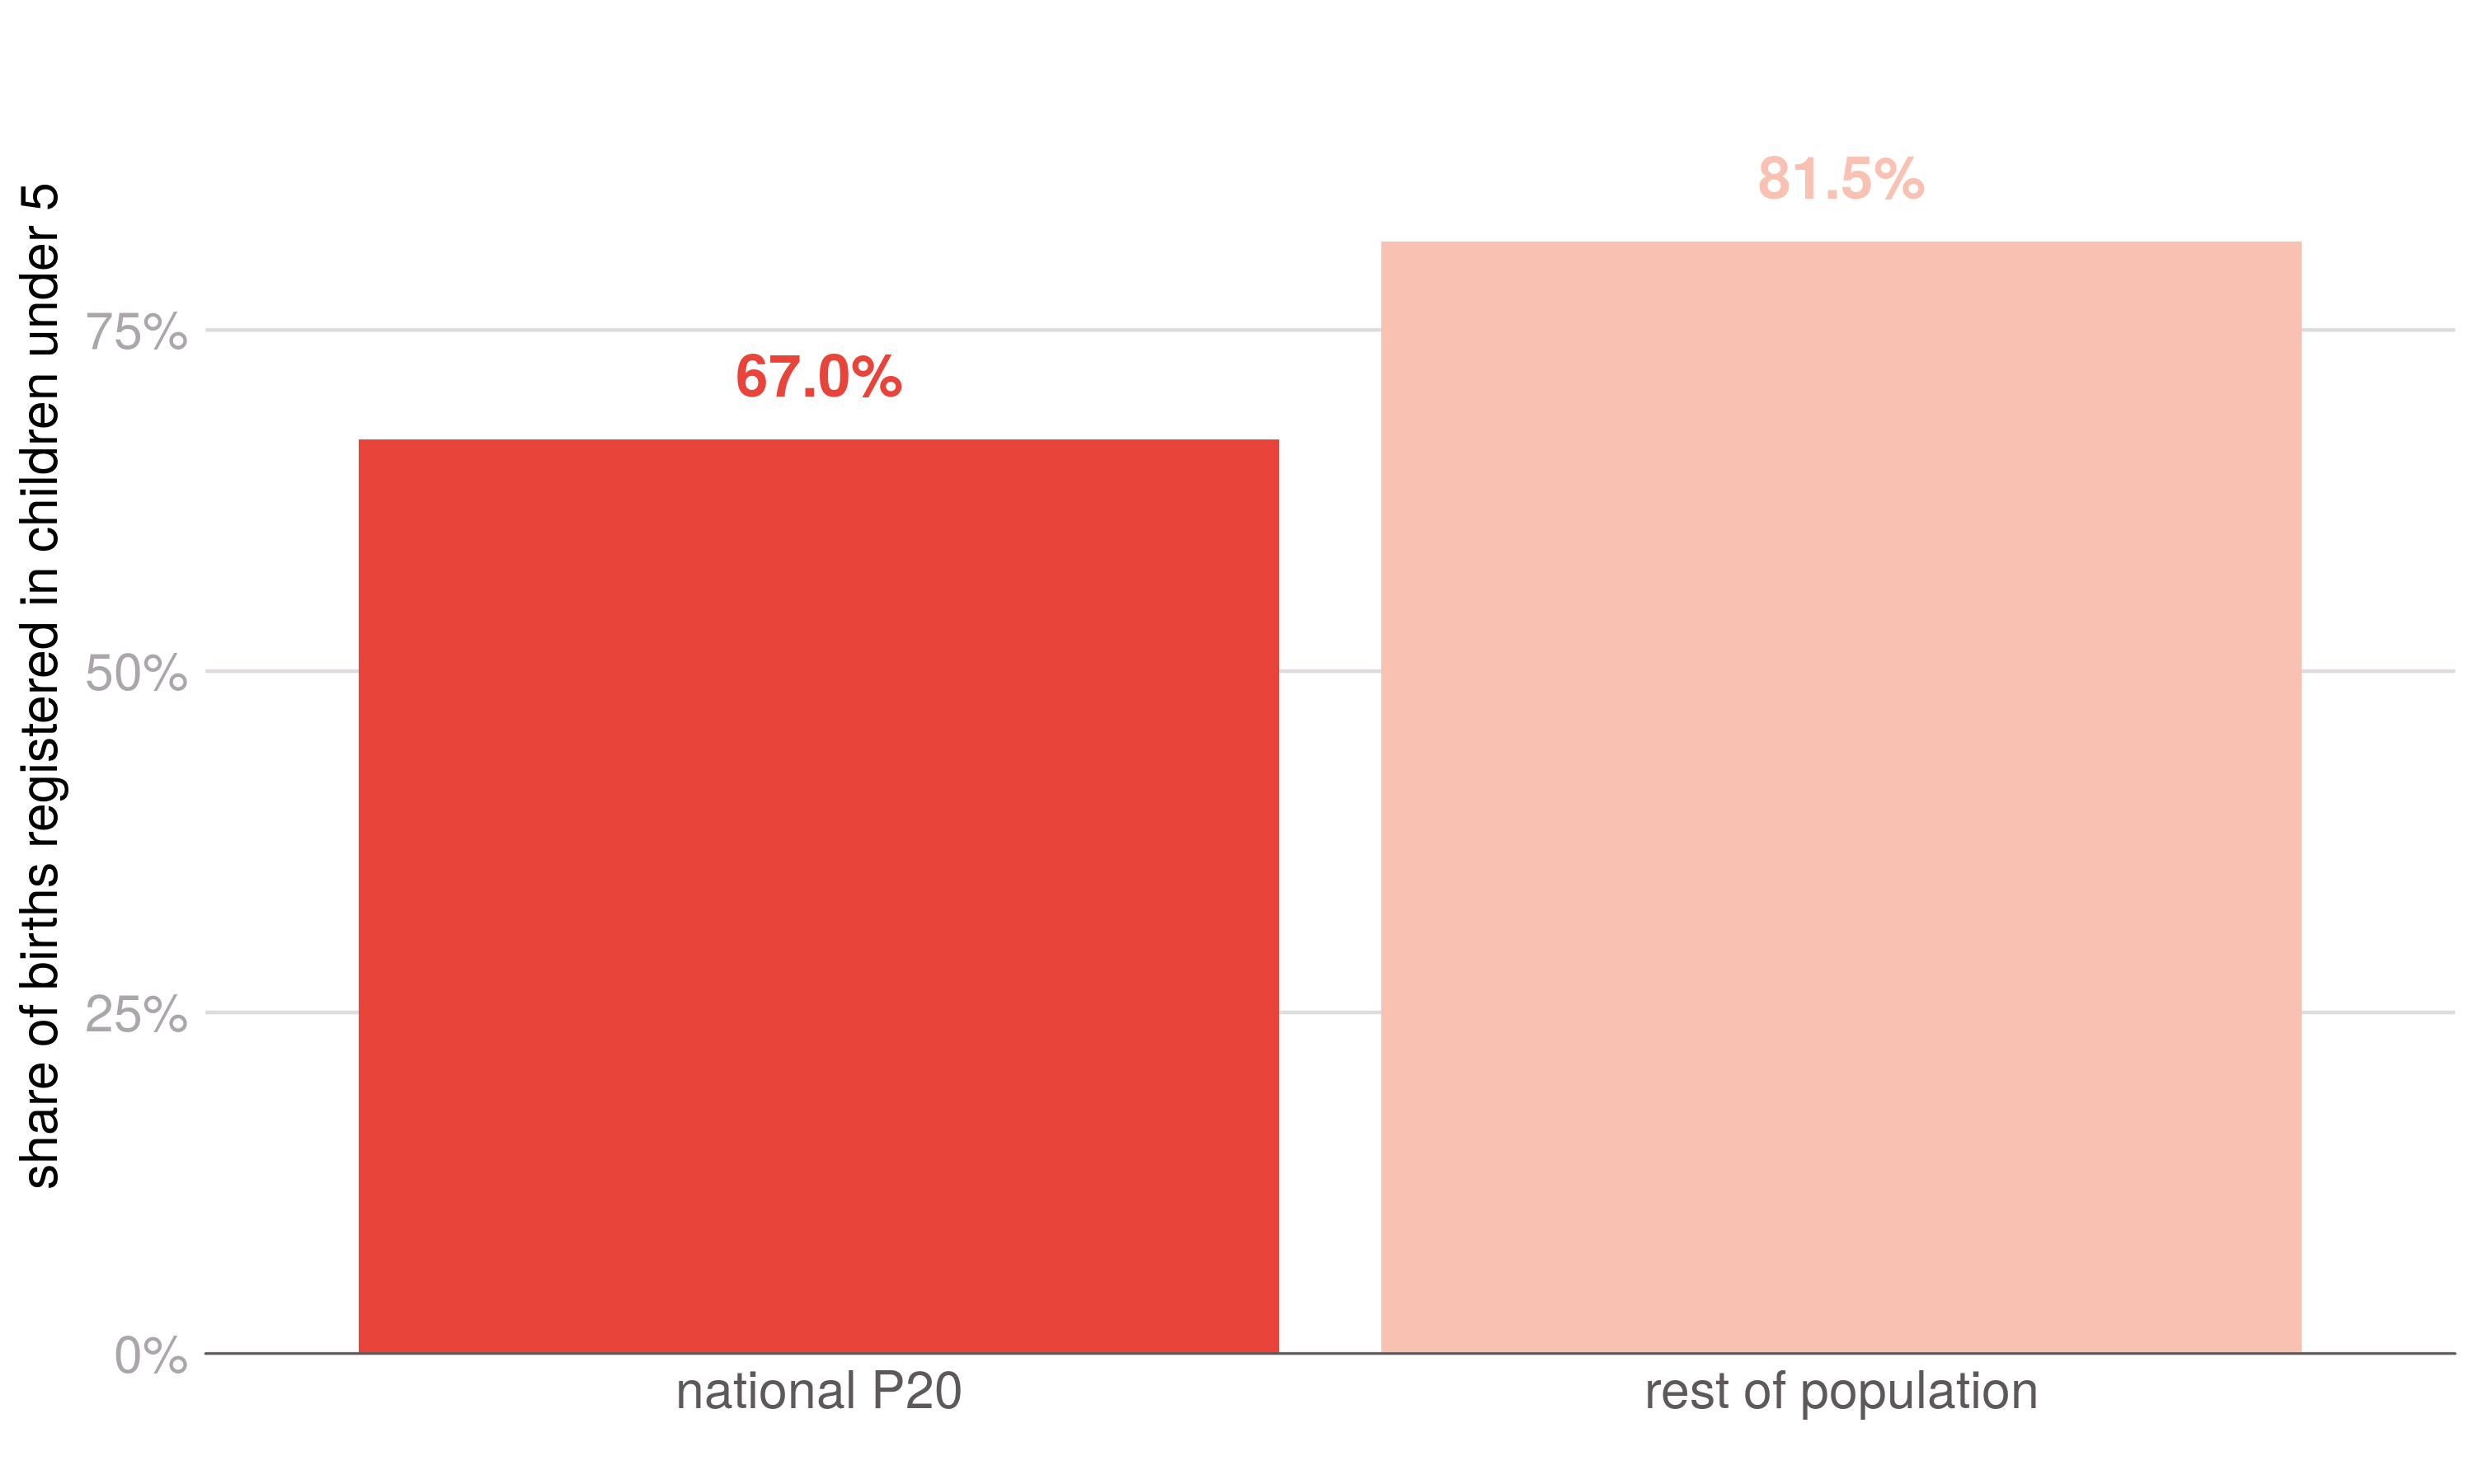 share of births registered in children under 5
75%
50%
25%
0%
67.0%
81.5%
national P20
rest of population